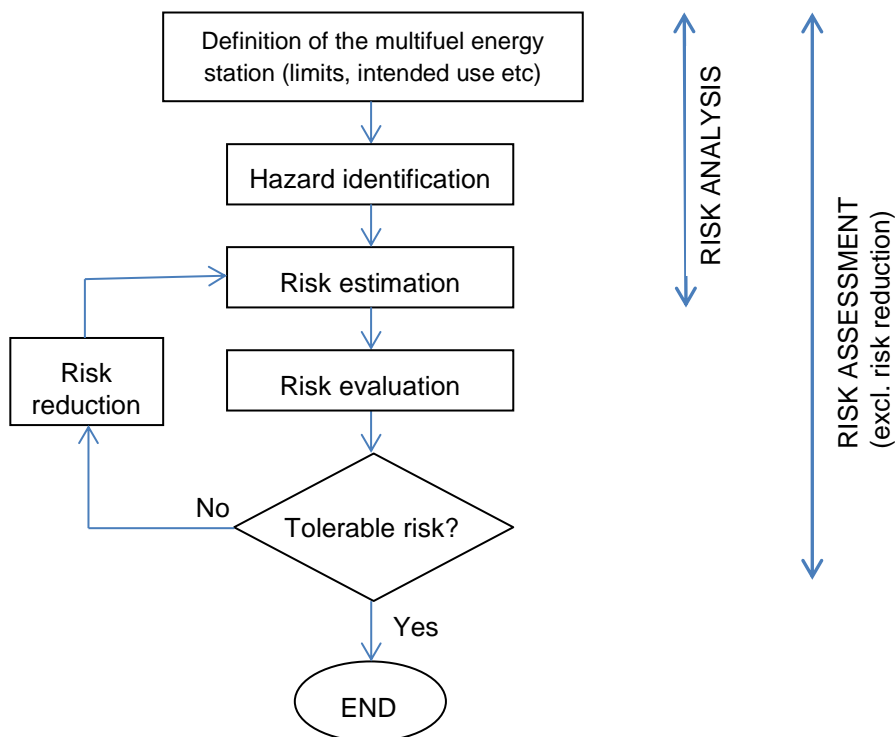 Definition of the multifuel energy
station (limits, intended use etc)
Hazard identification
Risk estimation
Risk
reduction
Risk evaluation
No
Tolerable risk?
Yes
END
RISK ANALYSIS
RISK ASSESSMENT
(excl. risk reduction)